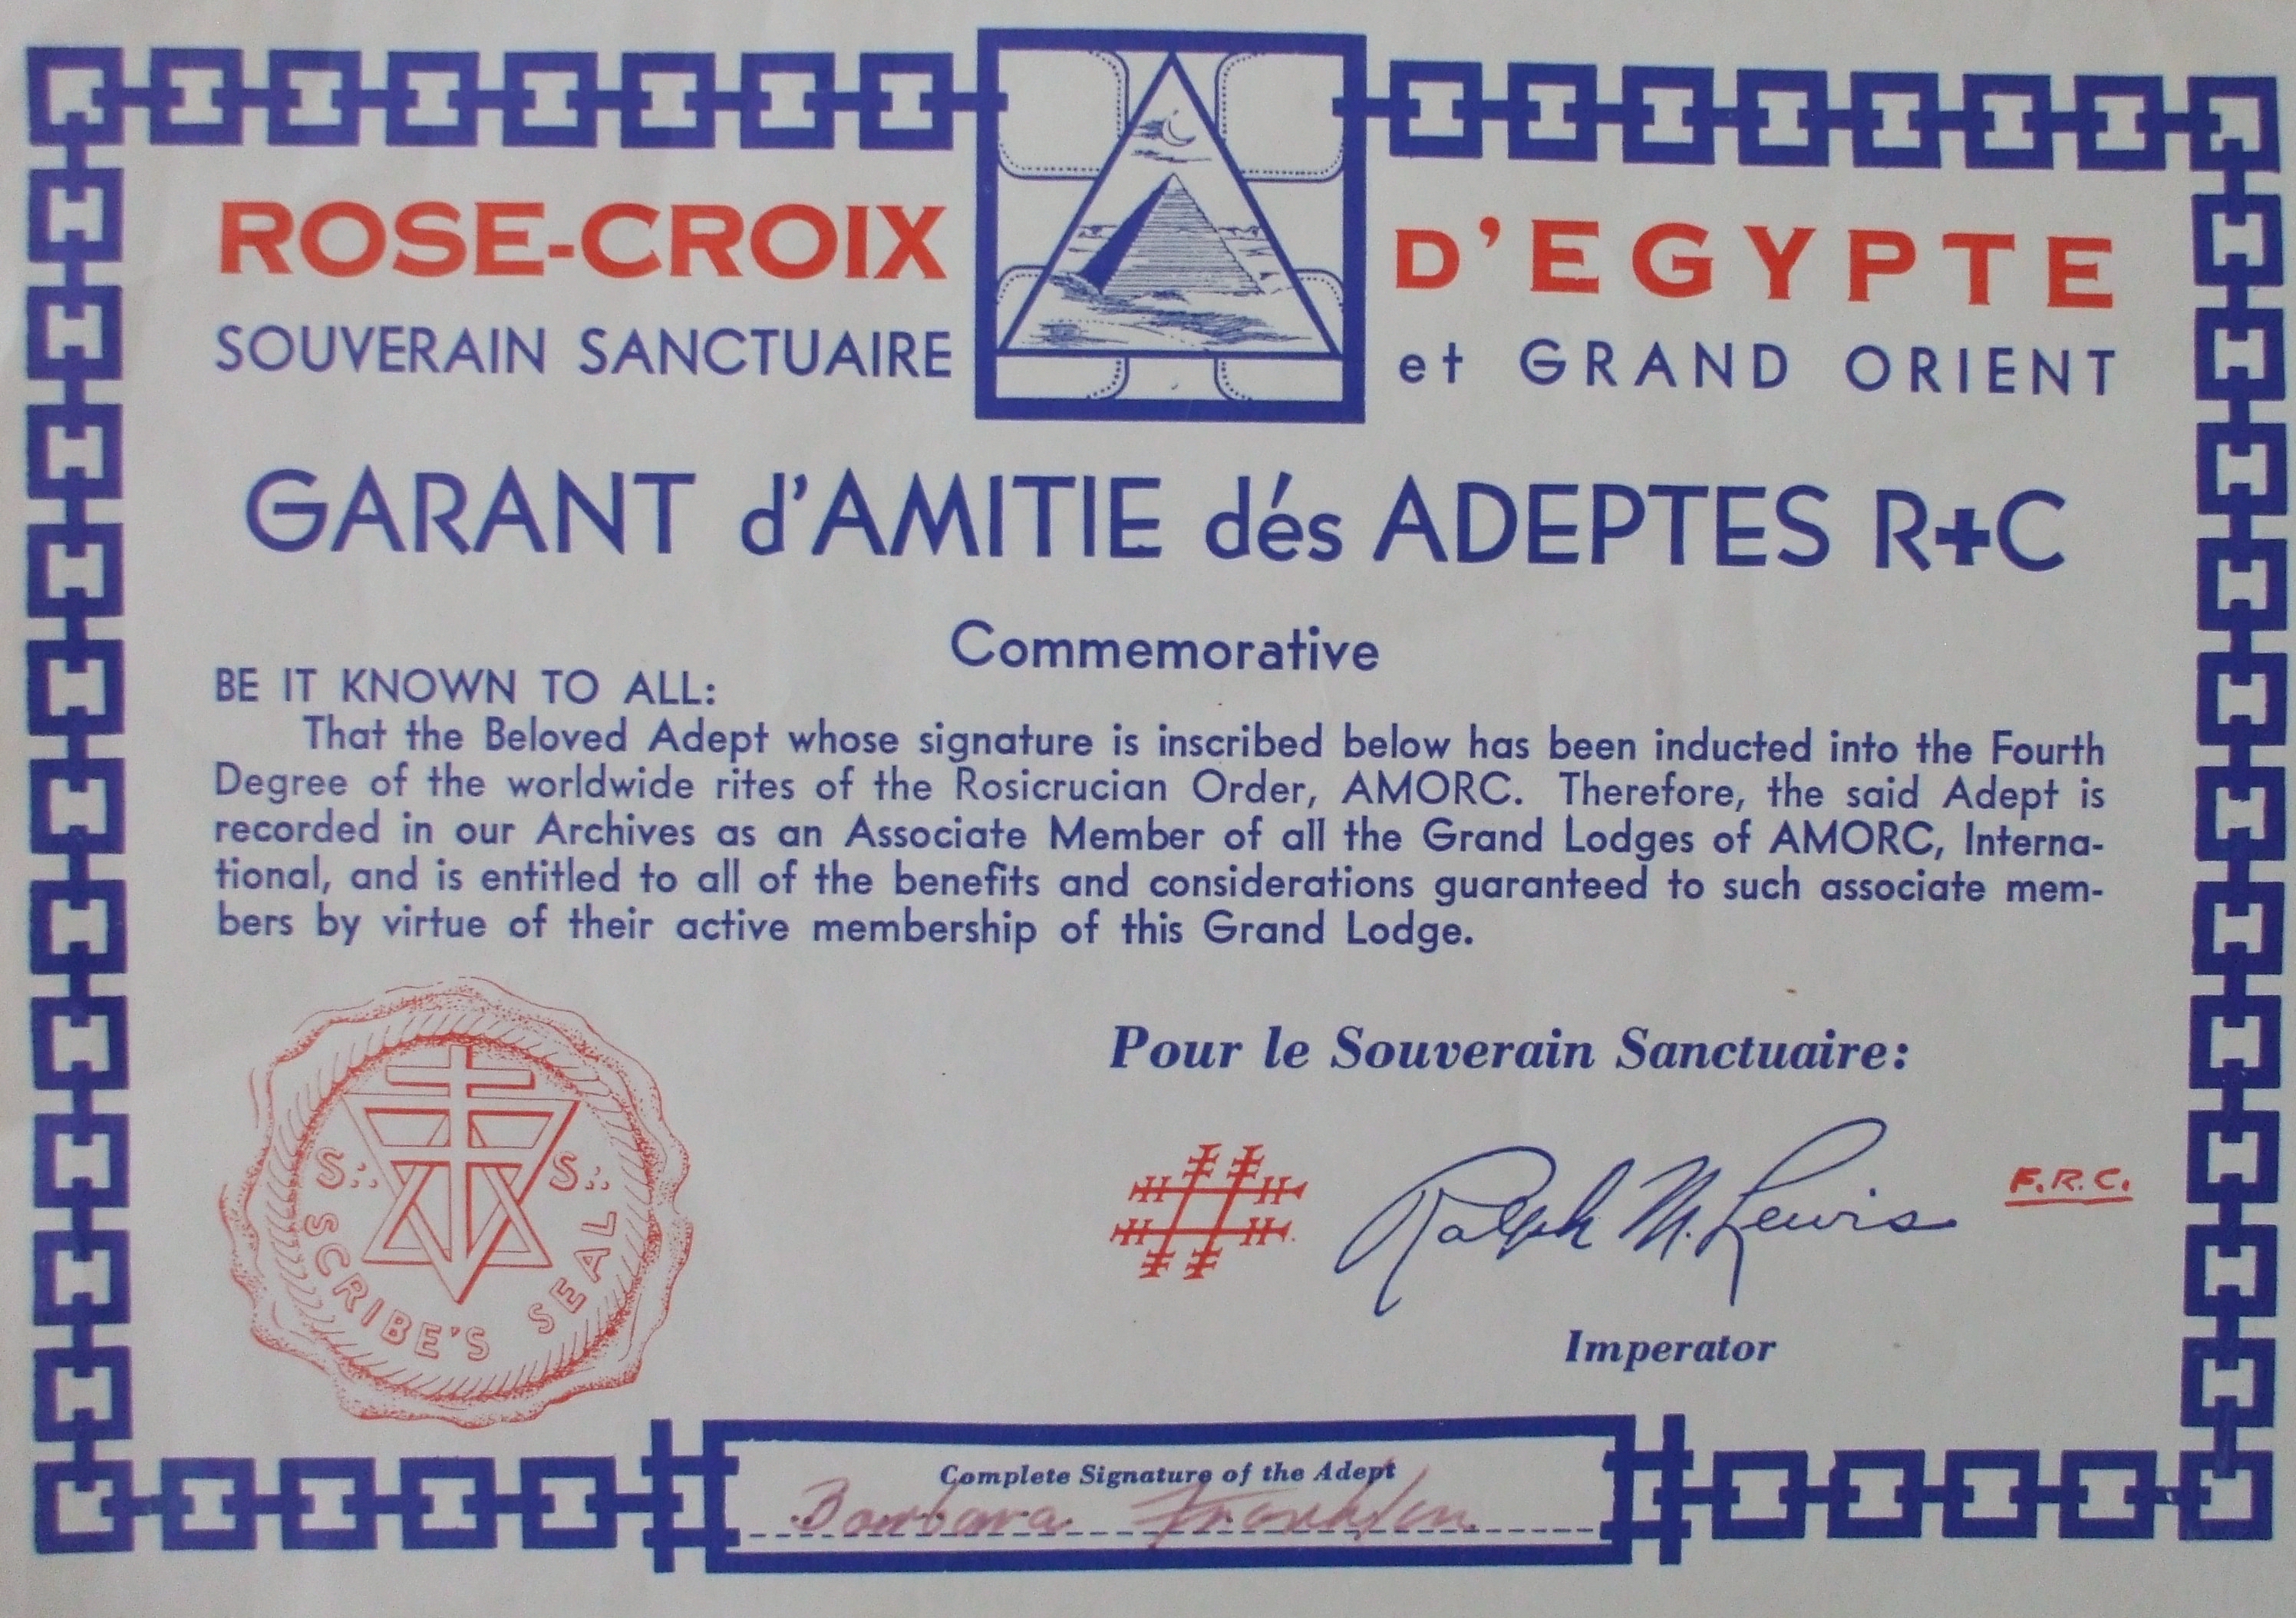 ROSE-CROIX D'EGYPTE
SOUVERAIN SANCTUAIRE et GRAND ORIENT
GARANT d'AMITIE dés ADEPTES R+C
Commemorative
BE IT KNOWN TO ALL:
That the Beloved Adept whose signature is inscribed below has been inducted into the Fourth
Degree of the worldwide rites of the Rosicrucian Order, AMORC. Therefore, the said Adept is
recorded in our Archives as an Associate Member of all the Grand Lodges of AMORC, Interna-
tional, and is entitled to all of the benefits and considerations guaranteed to such associate mem-
bers by virtue of their active membership of this Grand Lodge.
Pour le Souverain Sanctuaire:
S∴ S∴
SCRIBE'S SEAL
Ralph M. Lewis F.R.C.
Imperator
Complete Signature of the Adept
Barbara